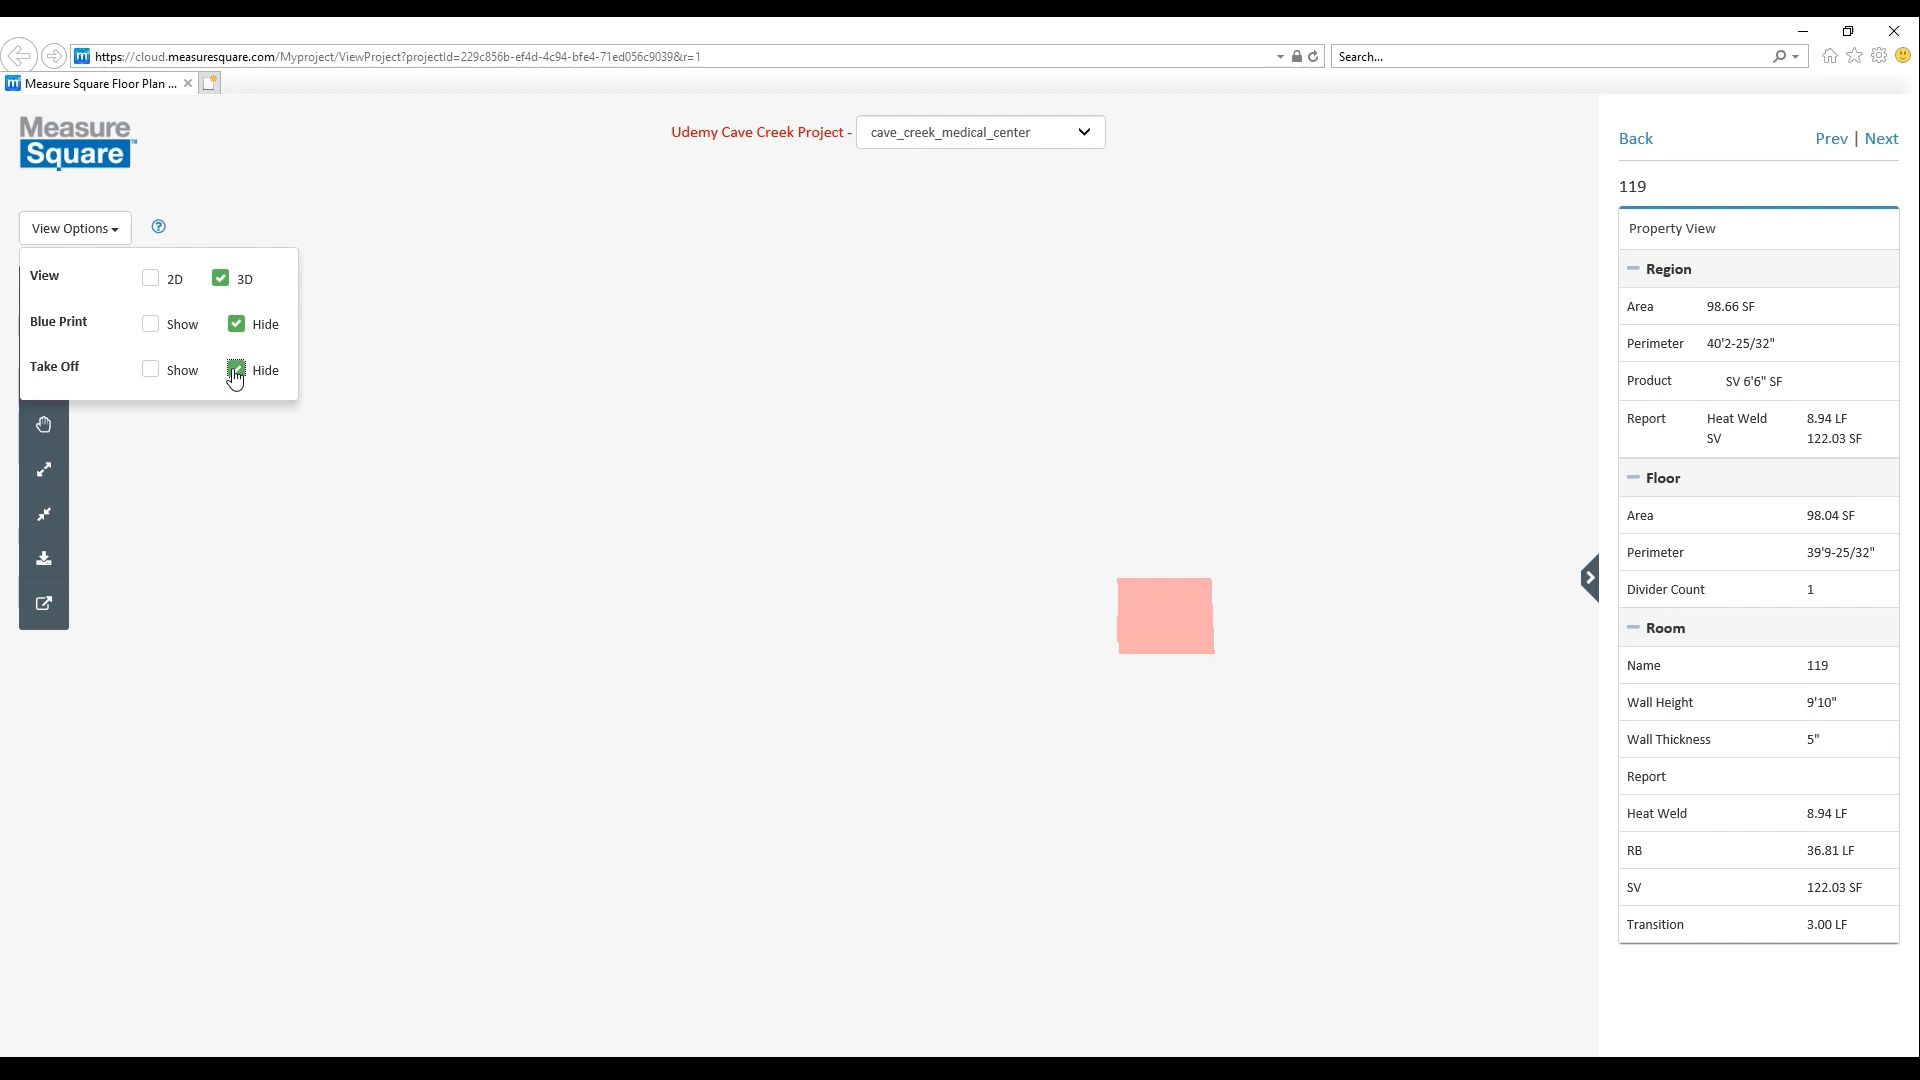 https://cloud.measuresquare.com/Myproject/ViewProject?projectId=229c856b-ef4d-4c94-bfe4-71ed056c9039&r=1
Search...
Measure Square Floor Plan ...
Measure
Square™
Udemy Cave Creek Project - cave_creek_medical_center
Back
Prev | Next
119
View Options
Property View
View 2D 3D
Blue Print Show Hide
Take Off Show Hide
Region
Area 98.66 SF
Perimeter 40'2-25/32"
Product SV 6'6" SF
Report Heat Weld 8.94 LF
SV 122.03 SF
Floor
Area 98.04 SF
Perimeter 39'9-25/32"
Divider Count 1
Room
Name 119
Wall Height 9'10"
Wall Thickness 5"
Report
Heat Weld 8.94 LF
RB 36.81 LF
SV 122.03 SF
Transition 3.00 LF